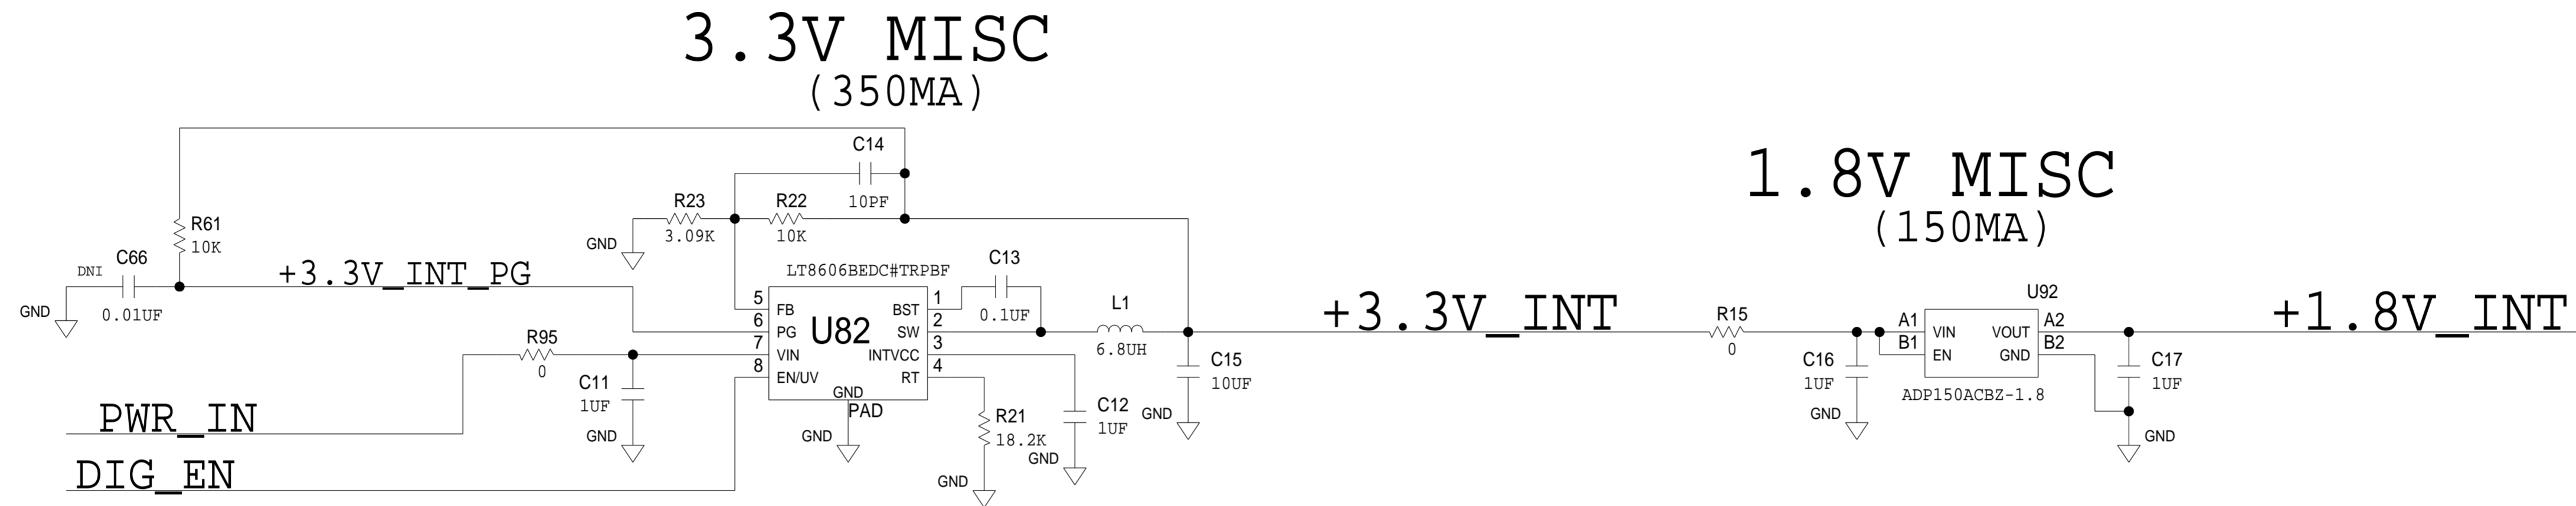 3.3V MISC
(350MA)
C14
10PF
R23
3.09K
R22
10K
GND
R61
10K
DNI
C66
0.01UF
GND
+3.3V_INT_PG
LT8606BEDC#TRPBF
U82
5
FB
6
PG
7
VIN
8
EN/UV
1
BST
2
SW
3
INTVCC
4
RT
GND
PAD
GND
C13
0.1UF
L1
6.8UH
R95
0
C11
1UF
GND
PWR_IN
DIG_EN
R21
18.2K
GND
C12
1UF
GND
C15
10UF
GND
+3.3V_INT
1.8V MISC
(150MA)
R15
0
C16
1UF
GND
U92
A1
VIN
B1
EN
A2
VOUT
B2
GND
ADP150ACBZ-1.8
C17
1UF
GND
+1.8V_INT